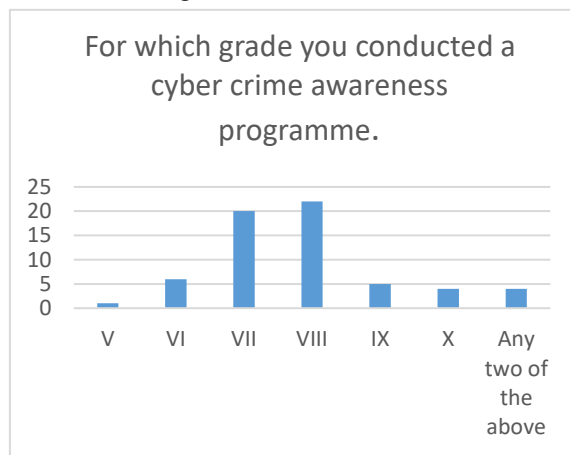 For which grade you conducted a
cyber crime awareness
programme.
25
20
15
10
5
0
V VI VII VIII IX X Any
two of
the
above